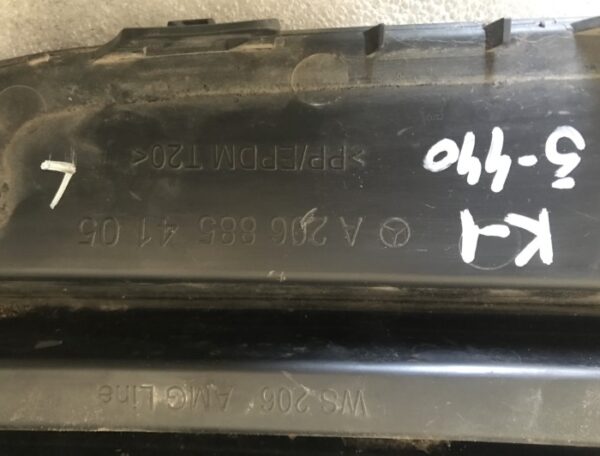 WS 206 AMG Line
A 206 885 41 05
>PP/EPDM T20<
K-1
3-440
L